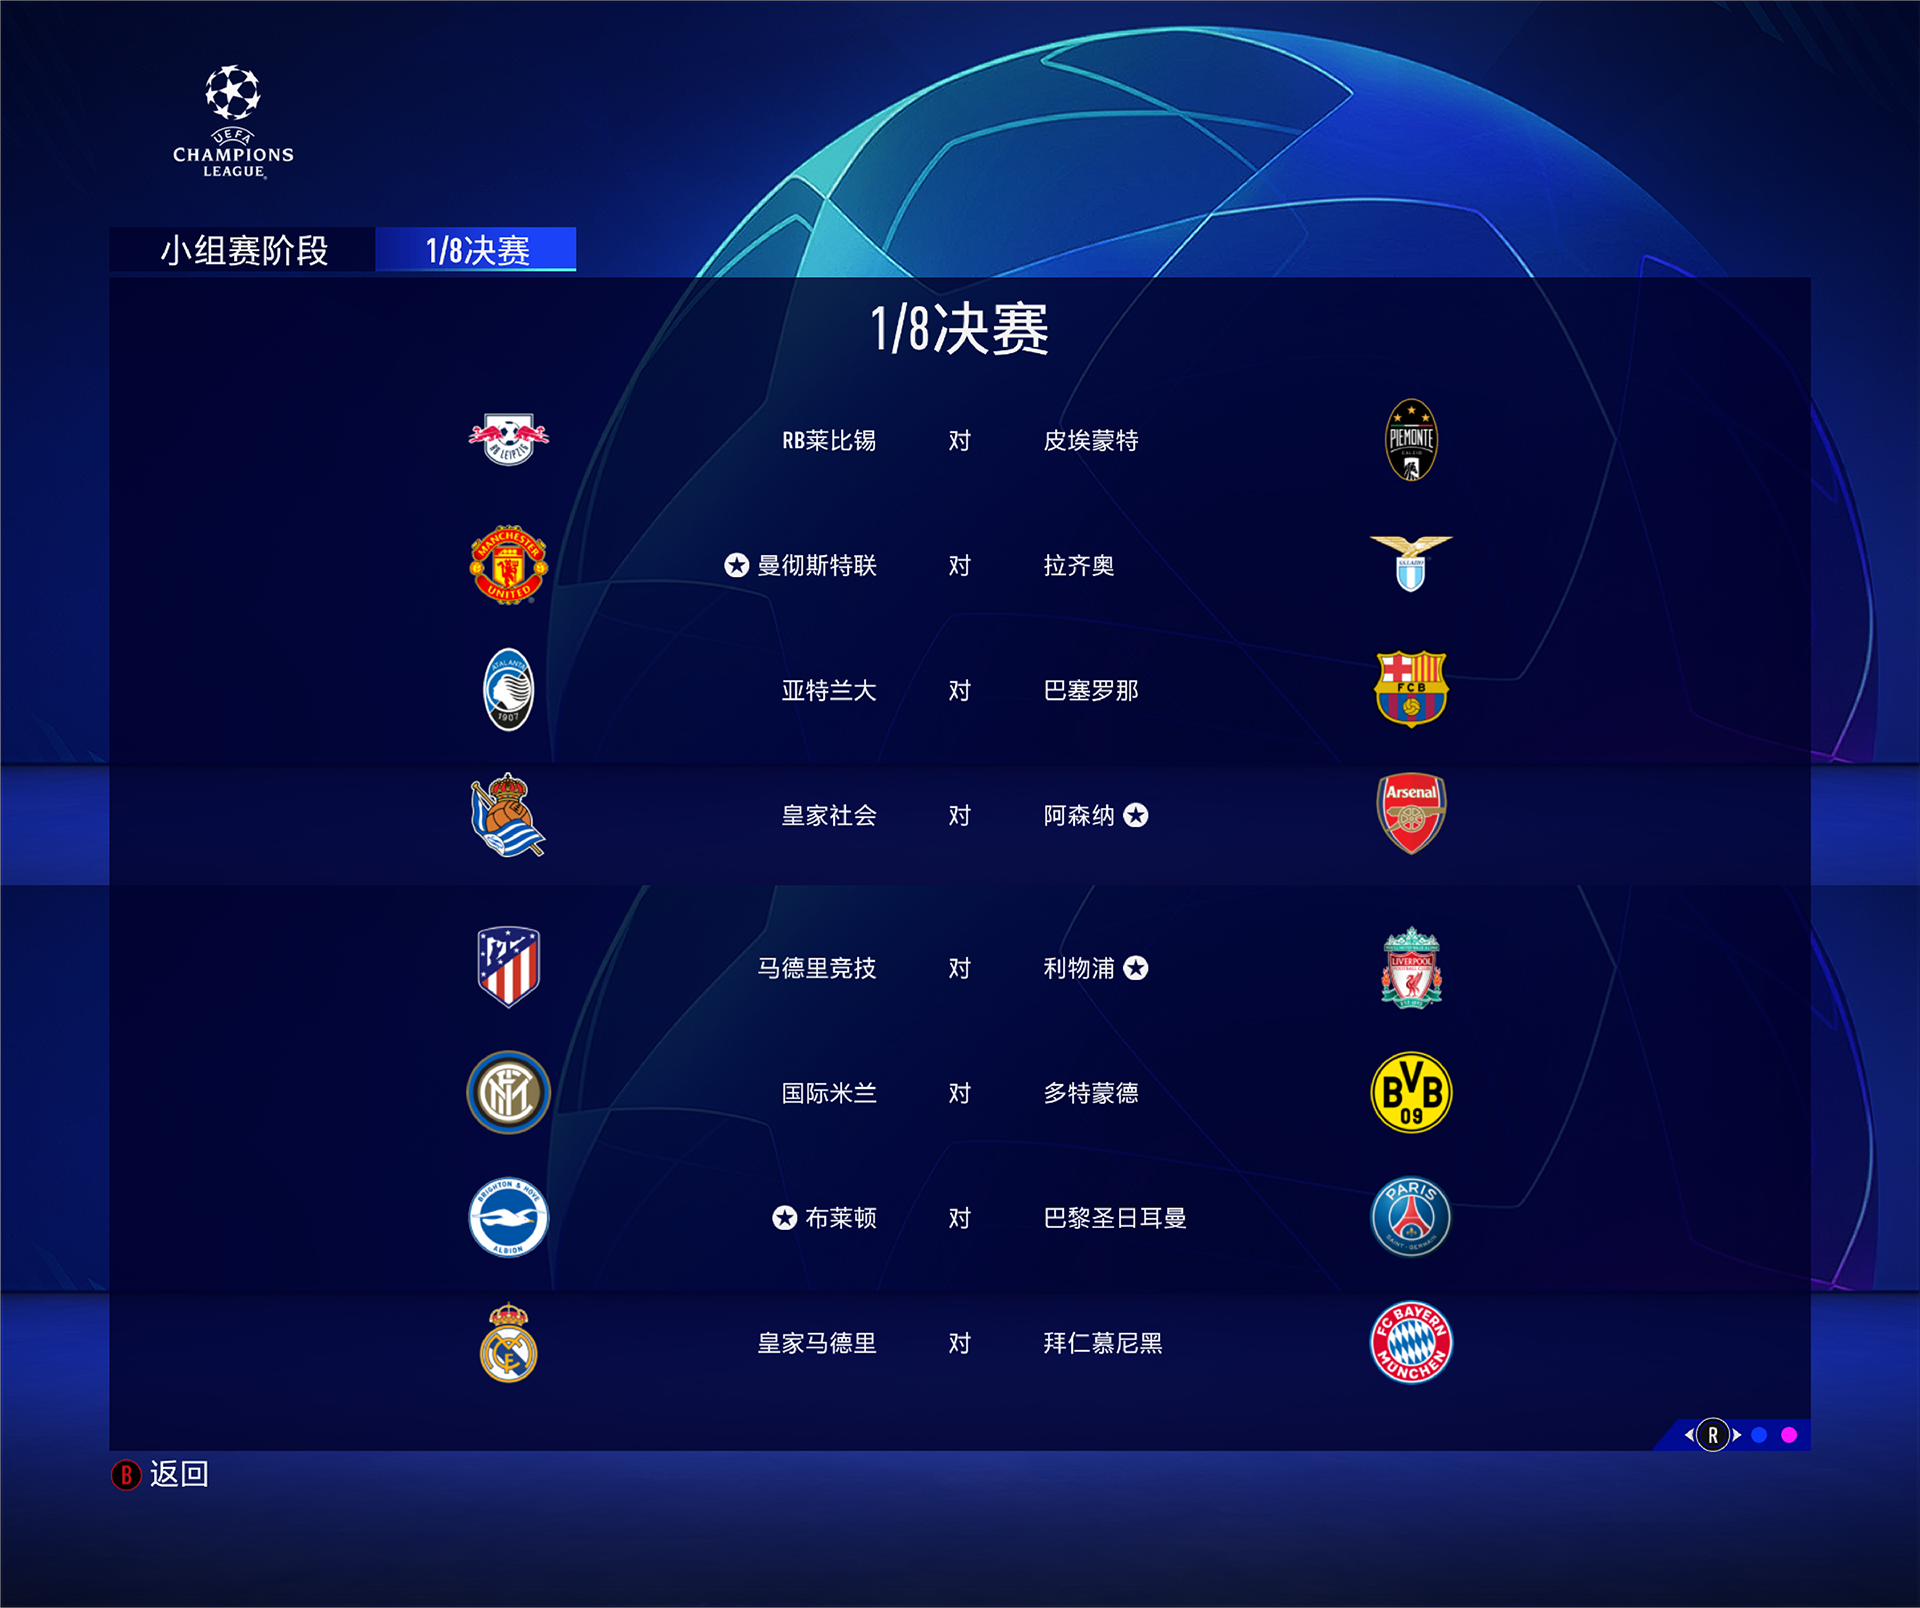 UEFA
CHAMPIONS
LEAGUE
小组赛阶段 1/8决赛
1/8决赛
RB LEIPZIG RB莱比锡 对 皮埃蒙特 PIEMONTE CALCIO
MANCHESTER UNITED 曼彻斯特联 对 拉齐奥 S.S.LAZIO
ATALANTA 1907 亚特兰大 对 巴塞罗那 FCB
皇家社会 对 阿森纳 Arsenal
马德里竞技 对 利物浦 LIVERPOOL FOOTBALL CLUB
国际米兰 对 多特蒙德 BVB 09
BRIGHTON & HOVE ALBION 布莱顿 对 巴黎圣日耳曼 PARIS SAINT-GERMAIN
皇家马德里 对 拜仁慕尼黑 FC BAYERN MÜNCHEN
R
B 返回